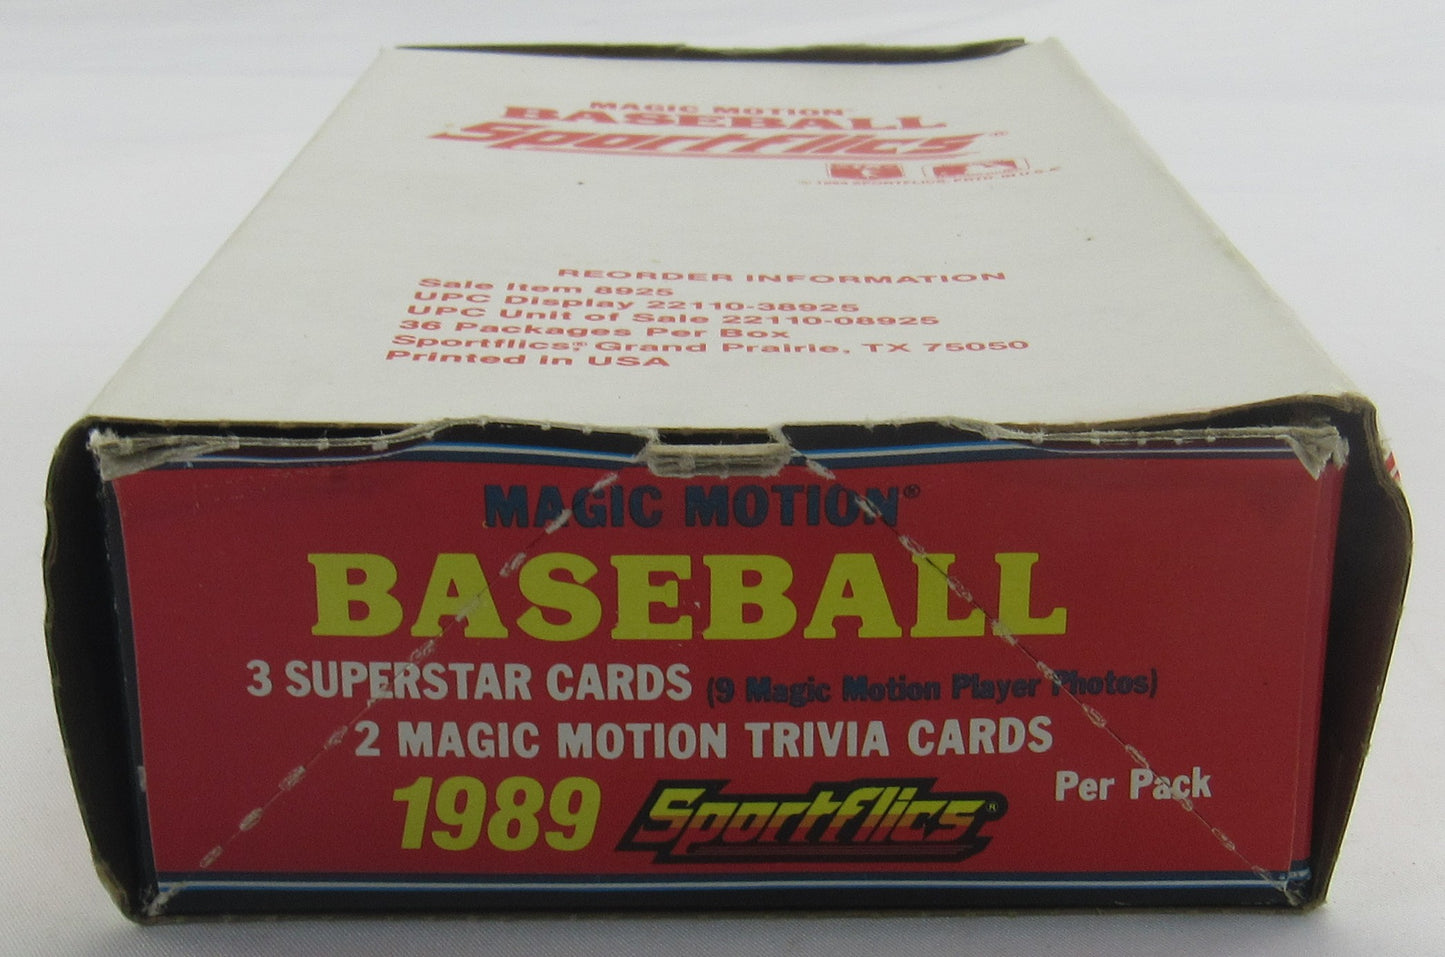 MAGIC MOTION
BASEBALL
Sportflics™
REORDER INFORMATION
Sale Item 8925
UPC Display 22110-38925
UPC Unit of Sale 22110-08925
36 Packages Per Box
Sportflics,® Grand Prairie, TX 75050
Printed in USA
MAGIC MOTION®
BASEBALL
3 SUPERSTAR CARDS (9 Magic Motion Player Photos)
2 MAGIC MOTION TRIVIA CARDS
Per Pack
1989 Sportflics®